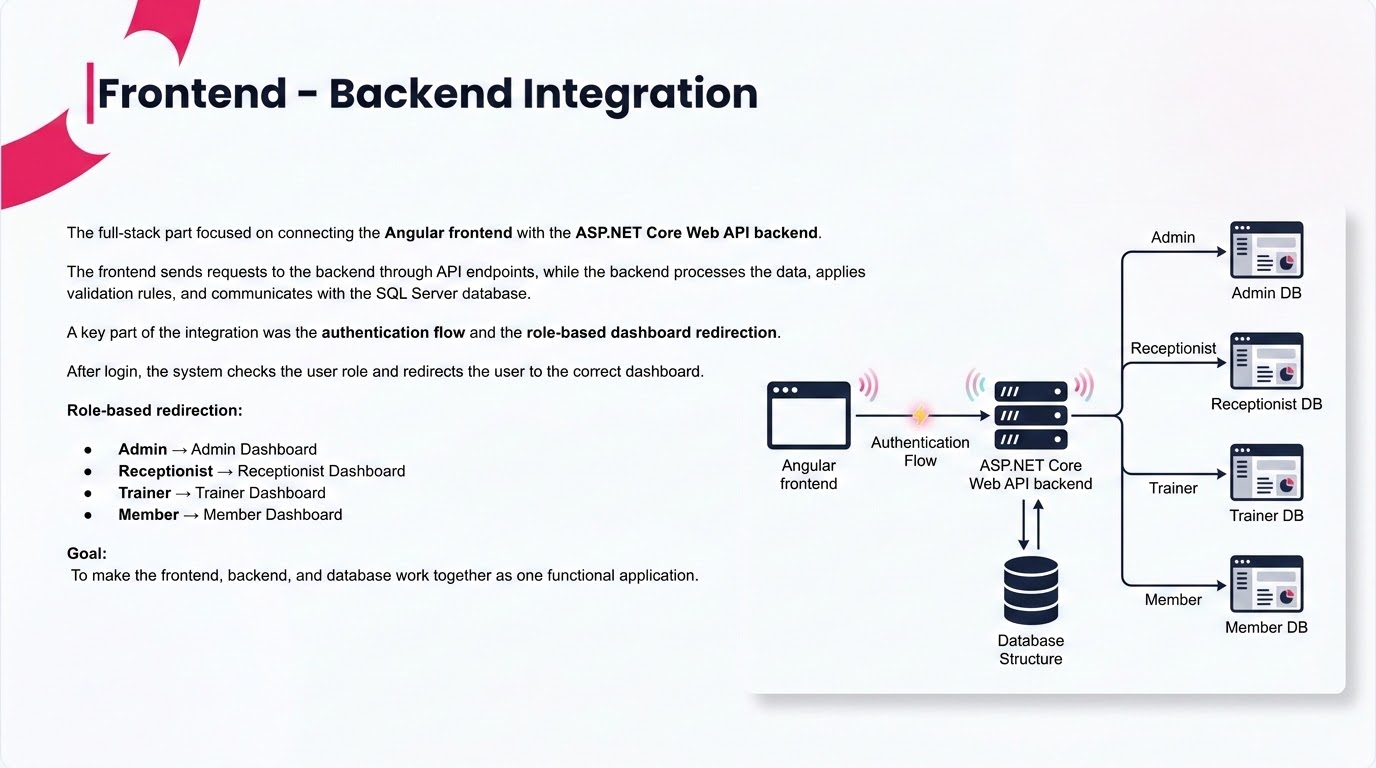 Frontend - Backend Integration
The full-stack part focused on connecting the Angular frontend with the ASP.NET Core Web API backend.
The frontend sends requests to the backend through API endpoints, while the backend processes the data, applies
validation rules, and communicates with the SQL Server database.
A key part of the integration was the authentication flow and the role-based dashboard redirection.
After login, the system checks the user role and redirects the user to the correct dashboard.
Role-based redirection:
● Admin → Admin Dashboard
● Receptionist → Receptionist Dashboard
● Trainer → Trainer Dashboard
● Member → Member Dashboard
Goal:
To make the frontend, backend, and database work together as one functional application.
Angular
frontend
Authentication
Flow
ASP.NET Core
Web API backend
Database
Structure
Admin
Admin DB
Receptionist
Receptionist DB
Trainer
Trainer DB
Member
Member DB